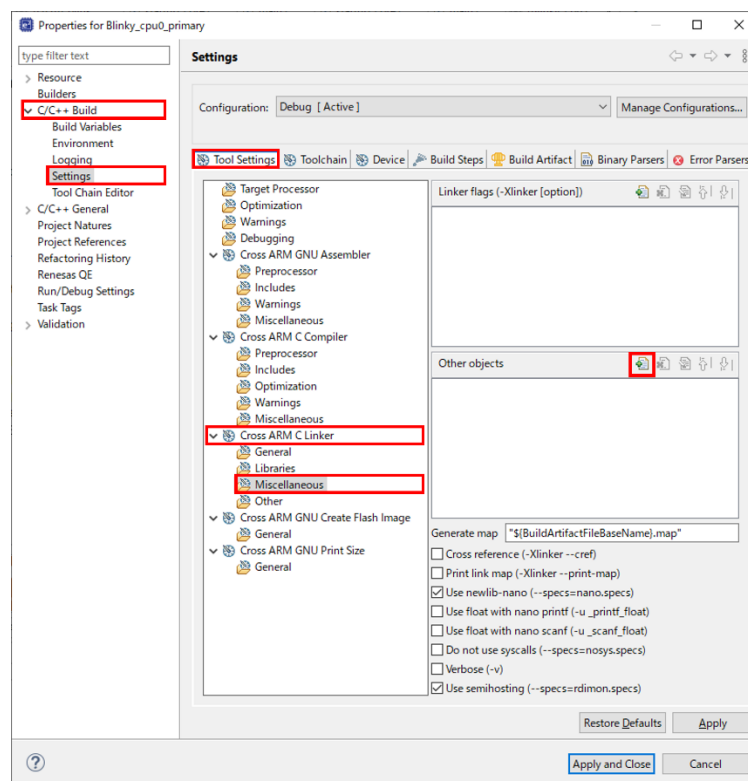 Properties for Blinky_cpu0_primary
type filter text
Resource
Builders
C/C++ Build
Build Variables
Environment
Logging
Settings
Tool Chain Editor
C/C++ General
Project Natures
Project References
Refactoring History
Renesas QE
Run/Debug Settings
Task Tags
Validation
Settings
Configuration: Debug [ Active ]
Manage Configurations...
Tool Settings Toolchain Device Build Steps Build Artifact Binary Parsers Error Parsers
Target Processor
Optimization
Warnings
Debugging
Cross ARM GNU Assembler
Preprocessor
Includes
Warnings
Miscellaneous
Cross ARM C Compiler
Preprocessor
Includes
Optimization
Warnings
Miscellaneous
Cross ARM C Linker
General
Libraries
Miscellaneous
Other
Cross ARM GNU Create Flash Image
General
Cross ARM GNU Print Size
General
Linker flags (-Xlinker [option])
Other objects
Generate map "${BuildArtifactFileBaseName}.map"
Cross reference (-Xlinker --cref)
Print link map (-Xlinker --print-map)
Use newlib-nano (--specs=nano.specs)
Use float with nano printf (-u _printf_float)
Use float with nano scanf (-u _scanf_float)
Do not use syscalls (--specs=nosys.specs)
Verbose (-v)
Use semihosting (--specs=rdimon.specs)
Restore Defaults Apply
Apply and Close Cancel